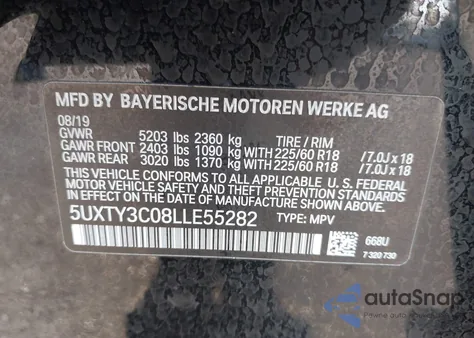 MFD BY BAYERISCHE MOTOREN WERKE AG
08/19
GVWR 5203 lbs 2360 kg TIRE / RIM
GAWR FRONT 2403 lbs 1090 kg WITH 225/60 R18 /7.0J x 18
GAWR REAR 3020 lbs 1370 kg WITH 225/60 R18 /7.0J x 18
THIS VEHICLE CONFORMS TO ALL APPLICABLE U. S. FEDERAL
MOTOR VEHICLE SAFETY AND THEFT PREVENTION STANDARDS
IN EFFECT ON THE DATE OF MANUFACTURE SHOWN ABOVE.
5UXTY3C08LLE55282 TYPE: MPV
668U
7 320 730
autoSnap
Prive auto